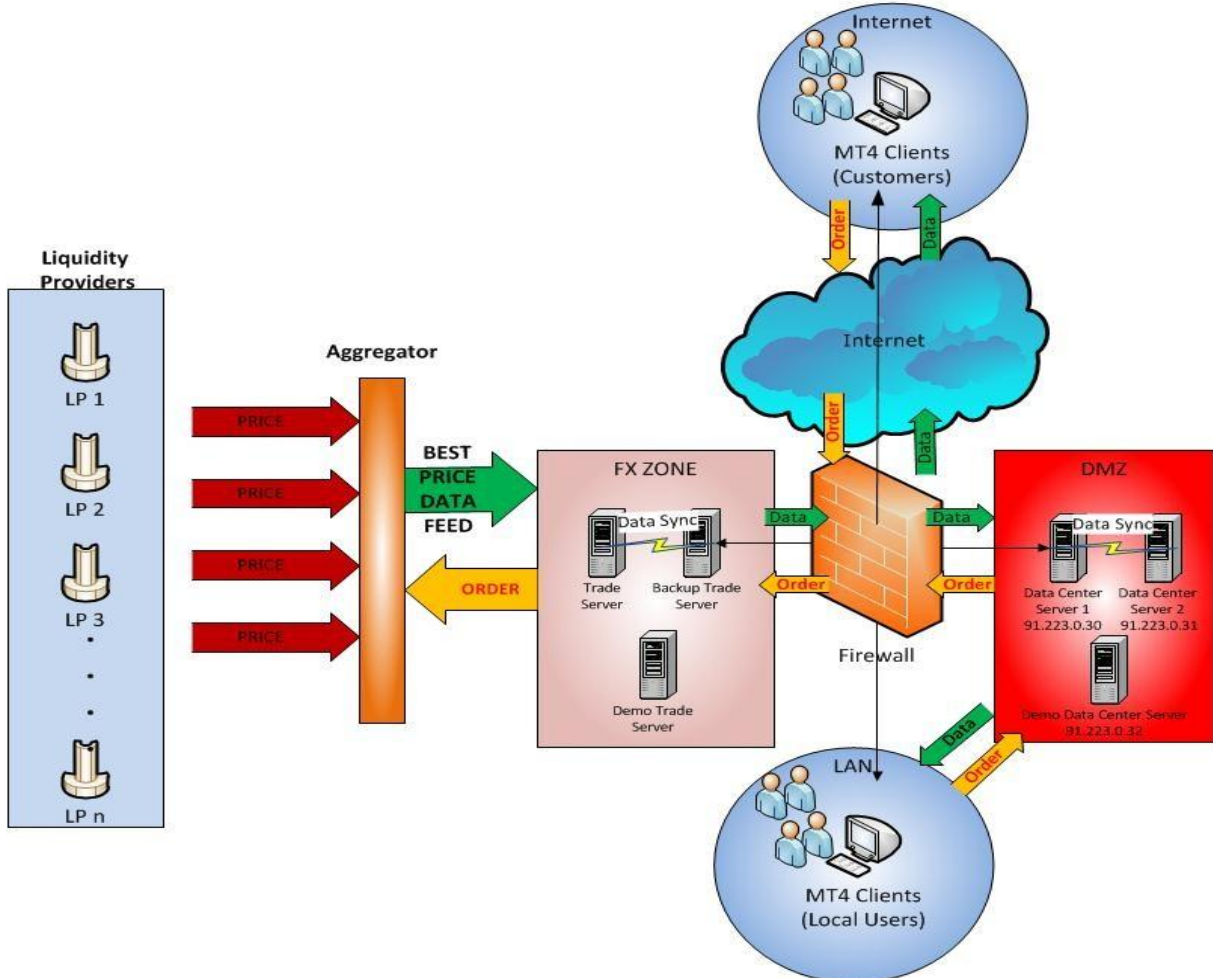 Internet
MT4 Clients
(Customers)
Order
Data
Internet
Order
Data
Liquidity
Providers
LP 1
LP 2
LP 3
LP n
PRICE
PRICE
PRICE
PRICE
Aggregator
BEST
PRICE
DATA
FEED
ORDER
FX ZONE
Data Sync
Trade
Server
Backup Trade
Server
Demo Trade
Server
Data
Order
Firewall
Data
Order
DMZ
Data Sync
Data Center
Server 1
91.223.0.30
Data Center
Server 2
91.223.0.31
Demo Data Center Server
91.223.0.32
Data
Order
LAN
MT4 Clients
(Local Users)